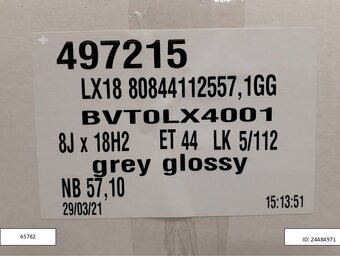 497215
LX18 80844112557,1GG
BVT0LX4001
8J x 18H2 ET 44 LK 5/112
grey glossy
NB 57,10
29/03/21 15:13:51
45782 ID: 24484971